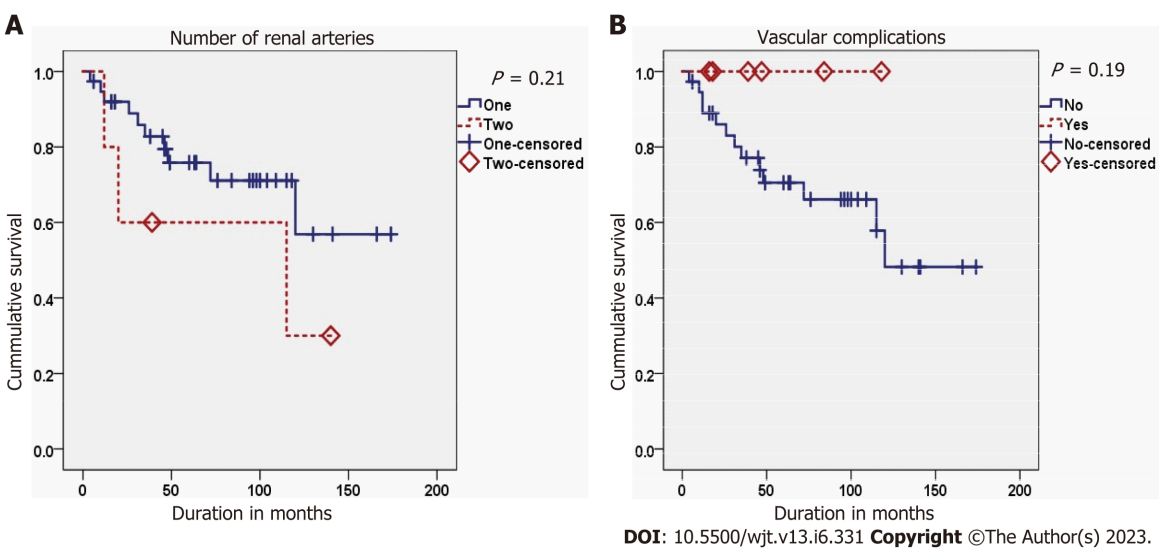 A
Number of renal arteries
P = 0.21
One
Two
One-censored
Two-censored
Cummulative survival
1.0
0.8
0.6
0.4
0.2
0.0
0 50 100 150 200
Duration in months
B
Vascular complications
P = 0.19
No
Yes
No-censored
Yes-censored
Cummulative survival
1.0
0.8
0.6
0.4
0.2
0.0
0 50 100 150 200
Duration in months
DOI: 10.5500/wjt.v13.i6.331 Copyright ©The Author(s) 2023.